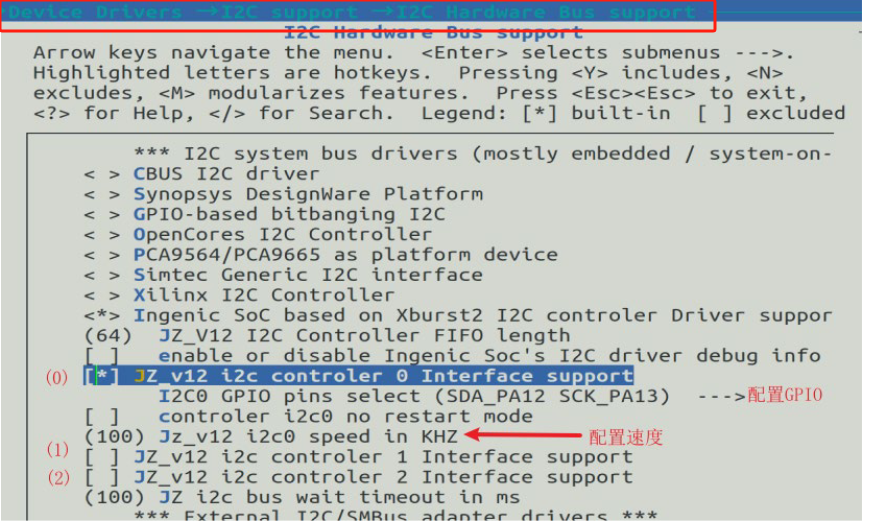 Device Drivers →I2C support →I2C Hardware Bus support
I2C Hardware Bus support
Arrow keys navigate the menu.  <Enter> selects submenus --->.
Highlighted letters are hotkeys.  Pressing <Y> includes, <N>
excludes, <M> modularizes features.  Press <Esc><Esc> to exit,
<?> for Help, </> for Search.  Legend: [*] built-in  [ ] excluded
*** I2C system bus drivers (mostly embedded / system-on-
< > CBUS I2C driver
< > Synopsys DesignWare Platform
< > GPIO-based bitbanging I2C
< > OpenCores I2C Controller
< > PCA9564/PCA9665 as platform device
< > Simtec Generic I2C interface
< > Xilinx I2C Controller
<*> Ingenic SoC based on Xburst2 I2C controler Driver suppor
(64)  JZ_V12 I2C Controller FIFO length
[ ]   enable or disable Ingenic Soc's I2C driver debug info
(0) [*] JZ_v12 i2c controler 0 Interface support
I2C0 GPIO pins select (SDA_PA12 SCK_PA13)  --->配置GPIO
[ ]   controler i2c0 no restart mode
(100) Jz_v12 i2c0 speed in KHZ 配置速度
(1) [ ] JZ_v12 i2c controler 1 Interface support
(2) [ ] JZ_v12 i2c controler 2 Interface support
(100) JZ i2c bus wait timeout in ms
*** External I2C/SMBus adapter drivers ***